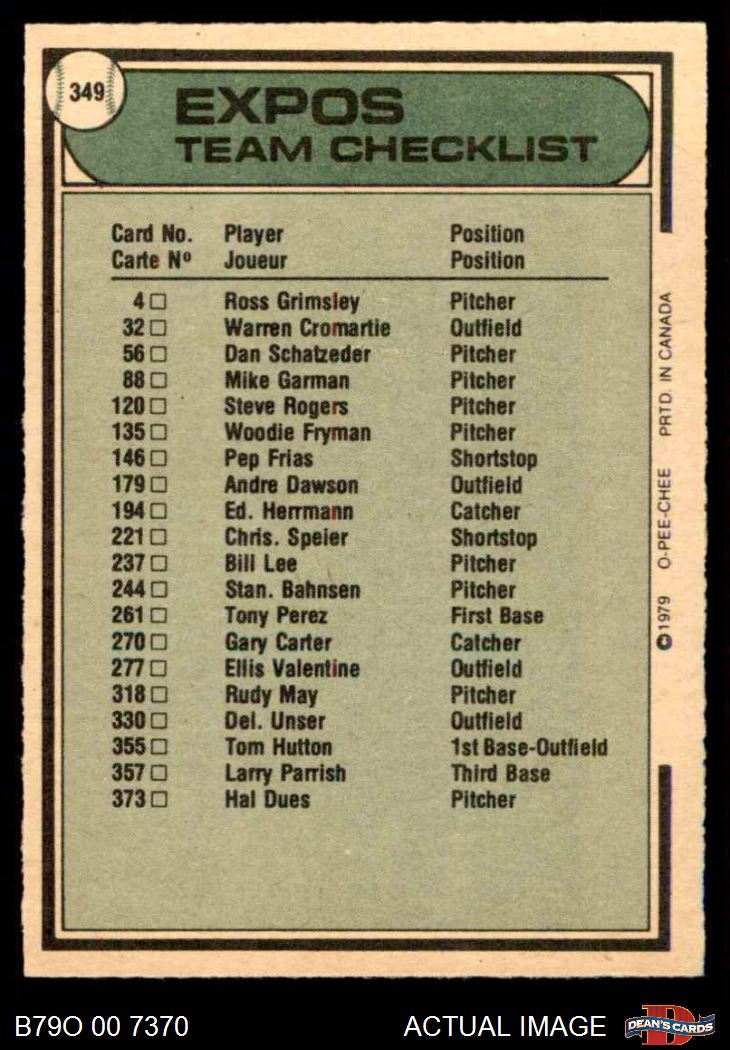 349
EXPOS
TEAM CHECKLIST
Card No. Player Position
Carte Nº Joueur Position
4 □ Ross Grimsley Pitcher
32 □ Warren Cromartie Outfield
56 □ Dan Schatzeder Pitcher
88 □ Mike Garman Pitcher
120 □ Steve Rogers Pitcher
135 □ Woodie Fryman Pitcher
146 □ Pep Frias Shortstop
179 □ Andre Dawson Outfield
194 □ Ed. Herrmann Catcher
221 □ Chris. Speier Shortstop
237 □ Bill Lee Pitcher
244 □ Stan. Bahnsen Pitcher
261 □ Tony Perez First Base
270 □ Gary Carter Catcher
277 □ Ellis Valentine Outfield
318 □ Rudy May Pitcher
330 □ Del. Unser Outfield
355 □ Tom Hutton 1st Base-Outfield
357 □ Larry Parrish Third Base
373 □ Hal Dues Pitcher
©1979 O-PEE-CHEE PRTD. IN CANADA
B79O 00 7370 ACTUAL IMAGE
D
DEAN'S CARDS